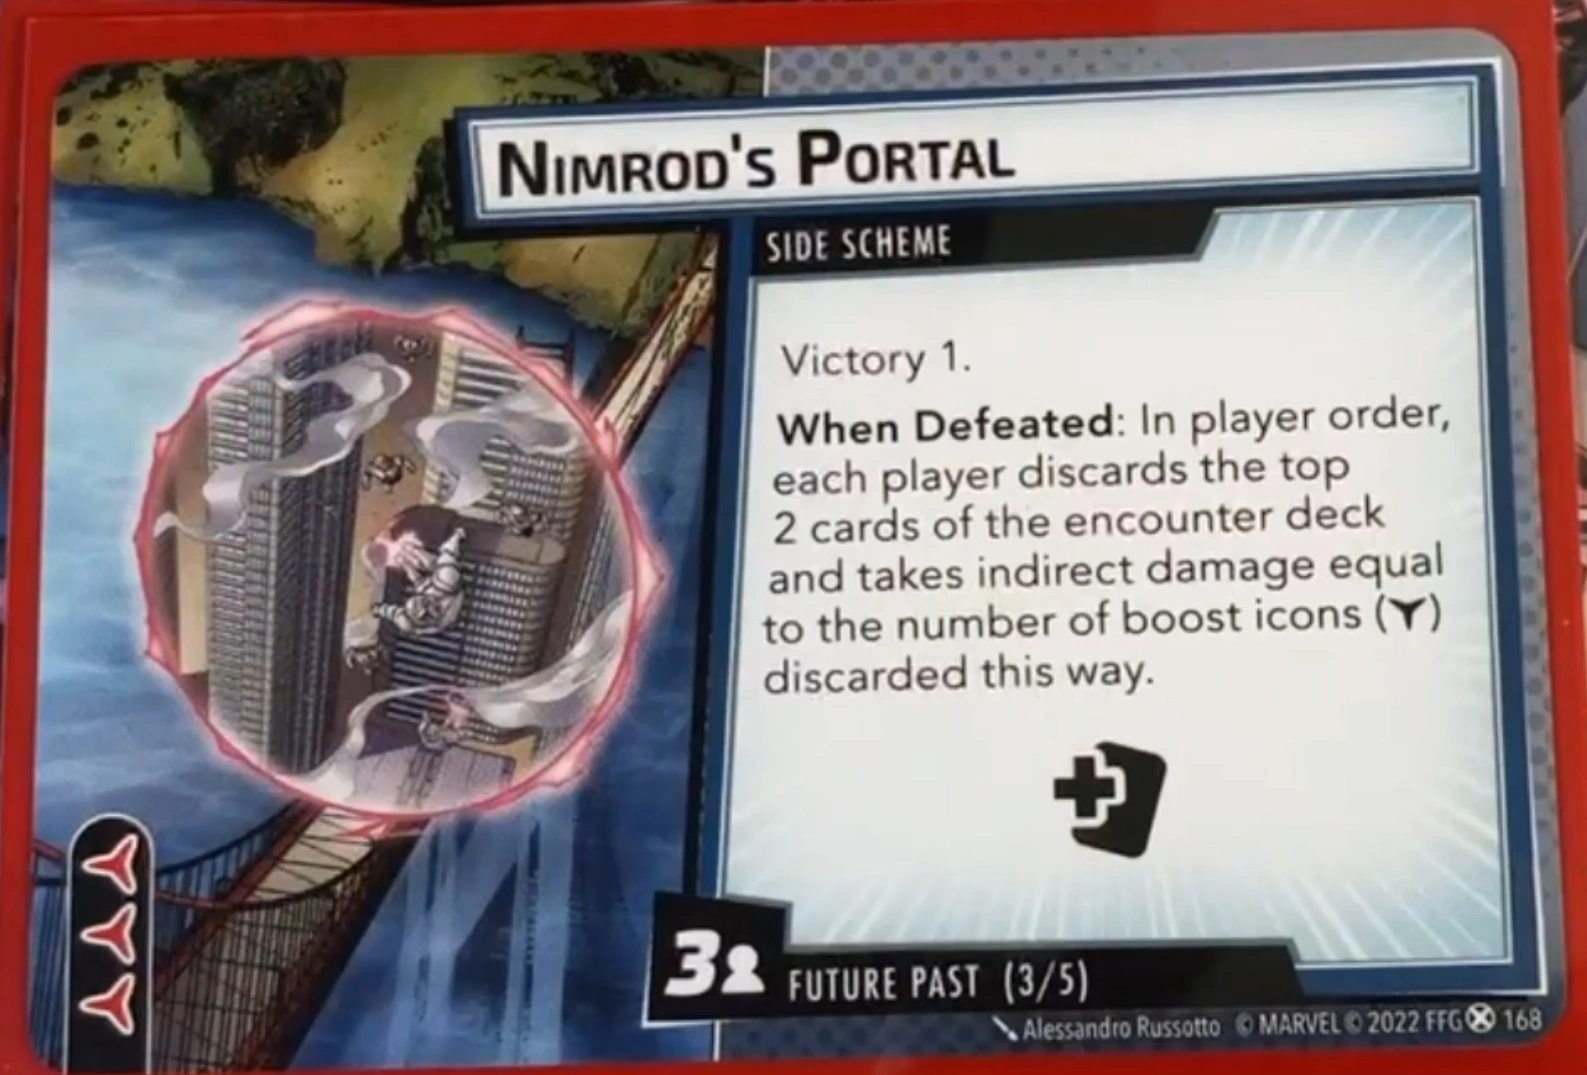 NIMROD'S PORTAL
SIDE SCHEME
Victory 1.
When Defeated: In player order,
each player discards the top
2 cards of the encounter deck
and takes indirect damage equal
to the number of boost icons ( )
discarded this way.
3
FUTURE PAST (3/5)
Alessandro Russotto © MARVEL © 2022 FFG 168